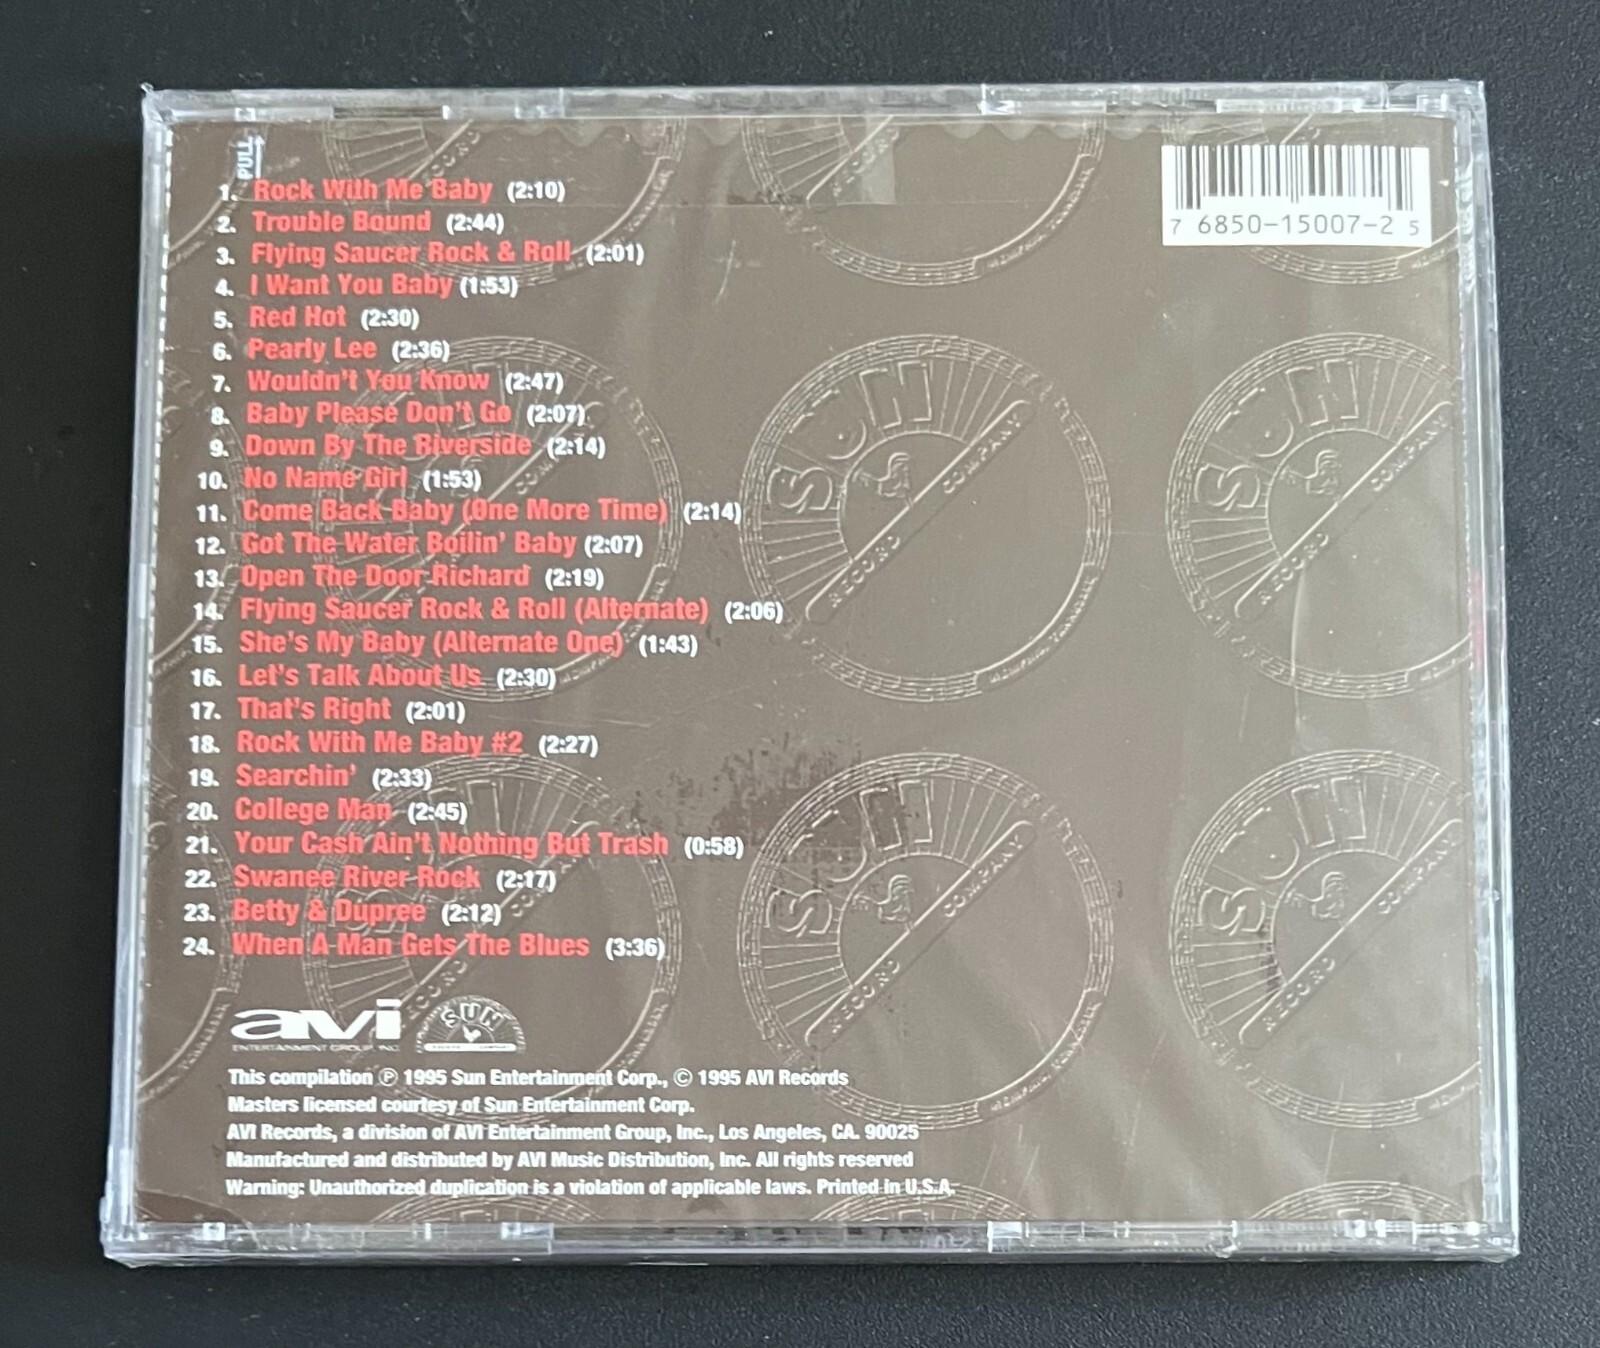 PULL
1. Rock With Me Baby (2:10)
2. Trouble Bound (2:44)
3. Flying Saucer Rock & Roll (2:01)
4. I Want You Baby (1:53)
5. Red Hot (2:30)
6. Pearly Lee (2:36)
7. Wouldn't You Know (2:47)
8. Baby Please Don't Go (2:07)
9. Down By The Riverside (2:14)
10. No Name Girl (1:53)
11. Come Back Baby (One More Time) (2:14)
12. Got The Water Boilin' Baby (2:07)
13. Open The Door Richard (2:19)
14. Flying Saucer Rock & Roll (Alternate) (2:06)
15. She's My Baby (Alternate One) (1:43)
16. Let's Talk About Us (2:30)
17. That's Right (2:01)
18. Rock With Me Baby #2 (2:27)
19. Searchin' (2:33)
20. College Man (2:45)
21. Your Cash Ain't Nothing But Trash (0:58)
22. Swanee River Rock (2:17)
23. Betty & Dupree (2:12)
24. When A Man Gets The Blues (3:36)
7 6850-15007-2 5
SUN
RECORD COMPANY
SUN
RECORD COMPANY
SUN
RECORD COMPANY
SUN
RECORD COMPANY
avi
ENTERTAINMENT GROUP, INC.
SUN
RECORD COMPANY
This compilation ℗ 1995 Sun Entertainment Corp., © 1995 AVI Records
Masters licensed courtesy of Sun Entertainment Corp.
AVI Records, a division of AVI Entertainment Group, Inc., Los Angeles, CA. 90025
Manufactured and distributed by AVI Music Distribution, Inc. All rights reserved
Warning: Unauthorized duplication is a violation of applicable laws. Printed in U.S.A.